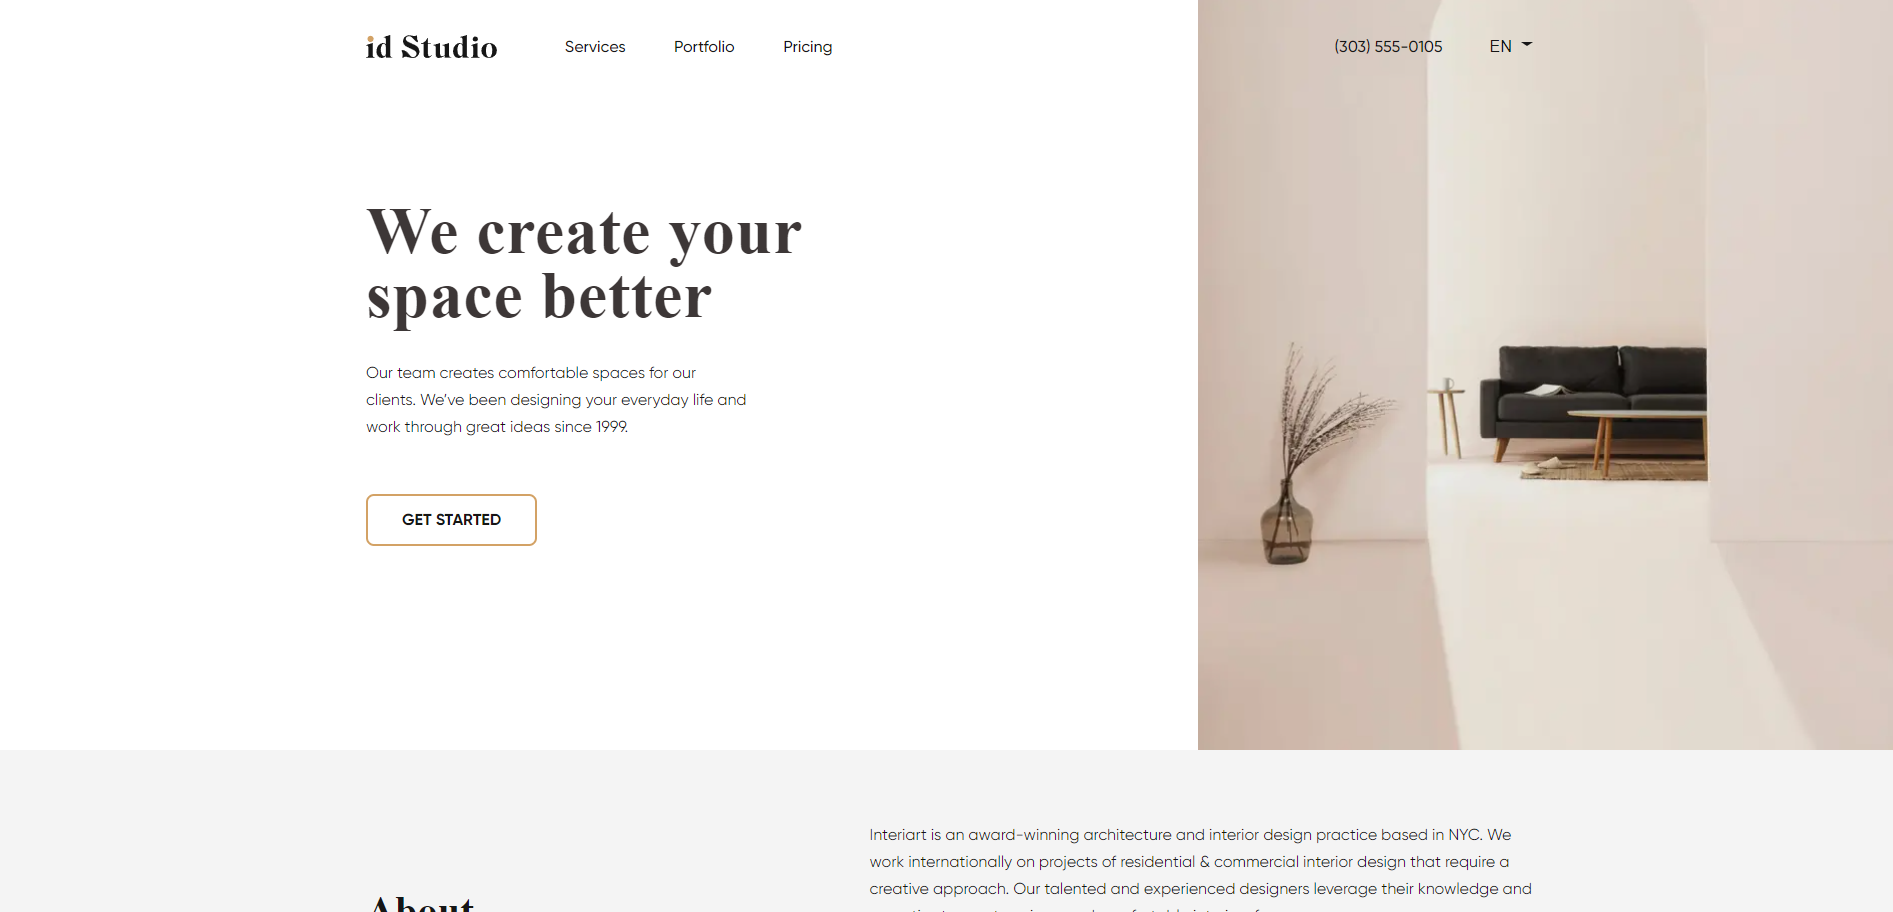 id Studio
Services
Portfolio
Pricing
(303) 555-0105
EN
We create your
space better
Our team creates comfortable spaces for our
clients. We’ve been designing your everyday life and
work through great ideas since 1999.
GET STARTED
About
Interiart is an award-winning architecture and interior design practice based in NYC. We
work internationally on projects of residential & commercial interior design that require a
creative approach. Our talented and experienced designers leverage their knowledge and